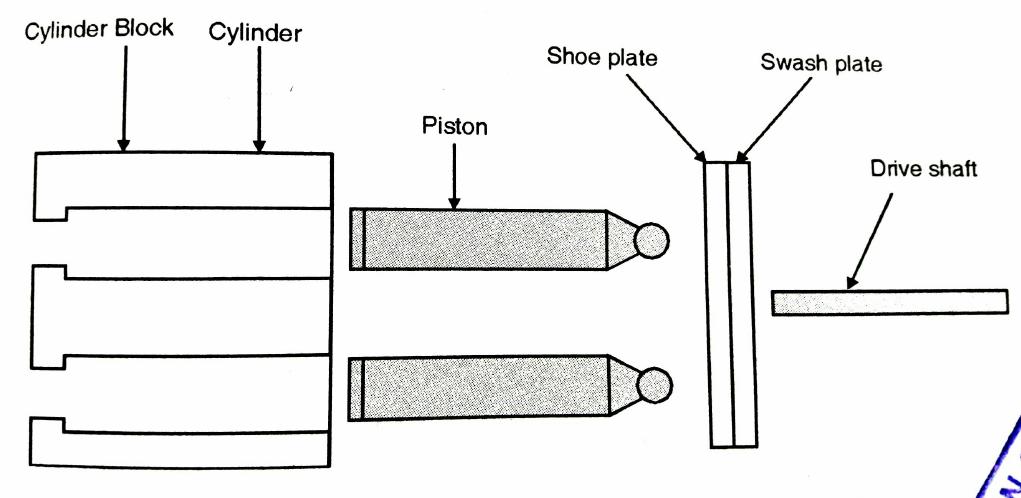 Cylinder Block
Cylinder
Shoe plate
Swash plate
Piston
Drive shaft